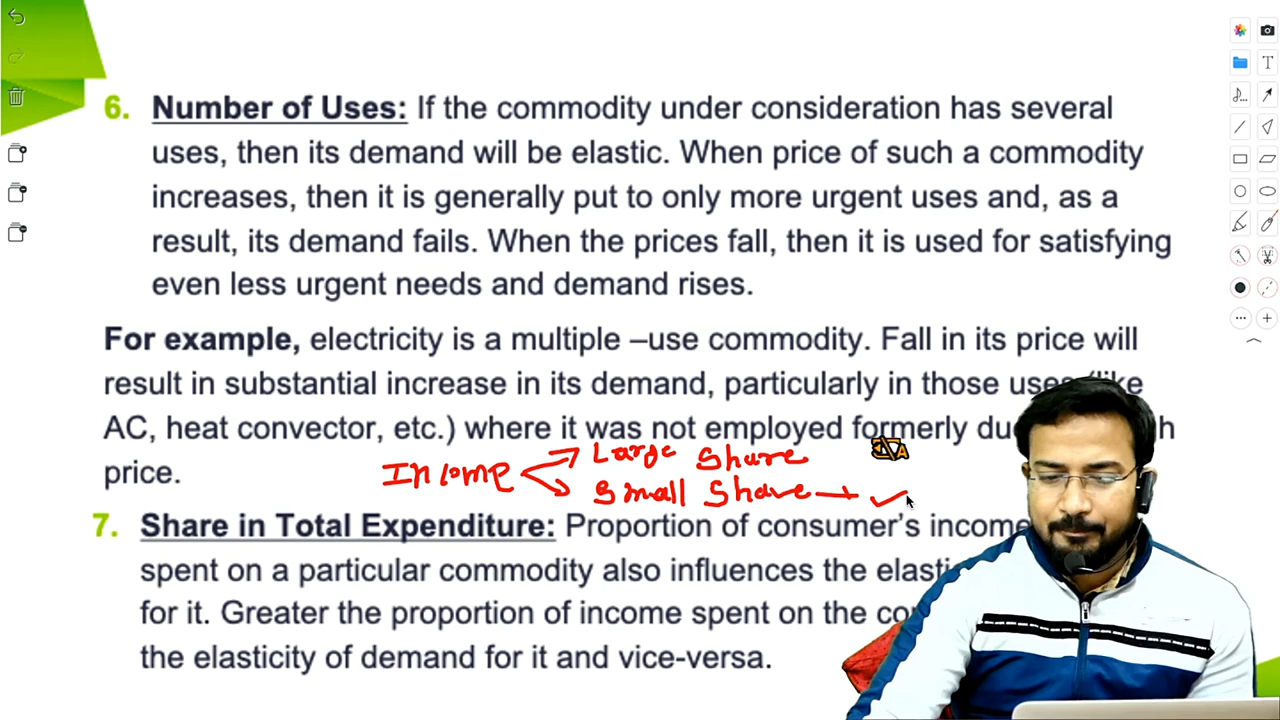 6. Number of Uses: If the commodity under consideration has several
uses, then its demand will be elastic. When price of such a commodity
increases, then it is generally put to only more urgent uses and, as a
result, its demand fails. When the prices fall, then it is used for satisfying
even less urgent needs and demand rises.
For example, electricity is a multiple –use commodity. Fall in its price will
result in substantial increase in its demand, particularly in those uses (like
AC, heat convector, etc.) where it was not employed formerly
price.
Income Large Share
Small Share
7. Share in Total Expenditure: Proportion of consumer's income
spent on a particular commodity also influences the
for it. Greater the proportion of income spent on the
the elasticity of demand for it and vice-versa.